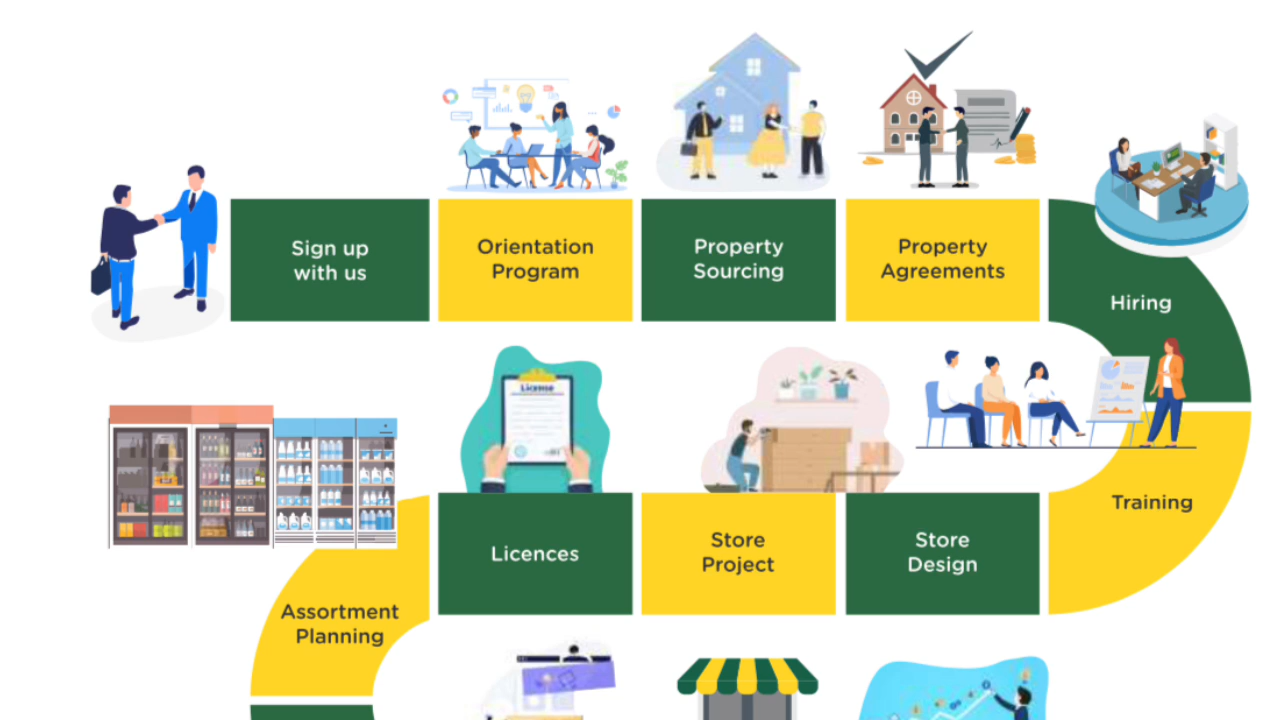 Sign up
with us
Orientation
Program
Property
Sourcing
Property
Agreements
Hiring
Training
Store
Design
Store
Project
License
Licences
Assortment
Planning